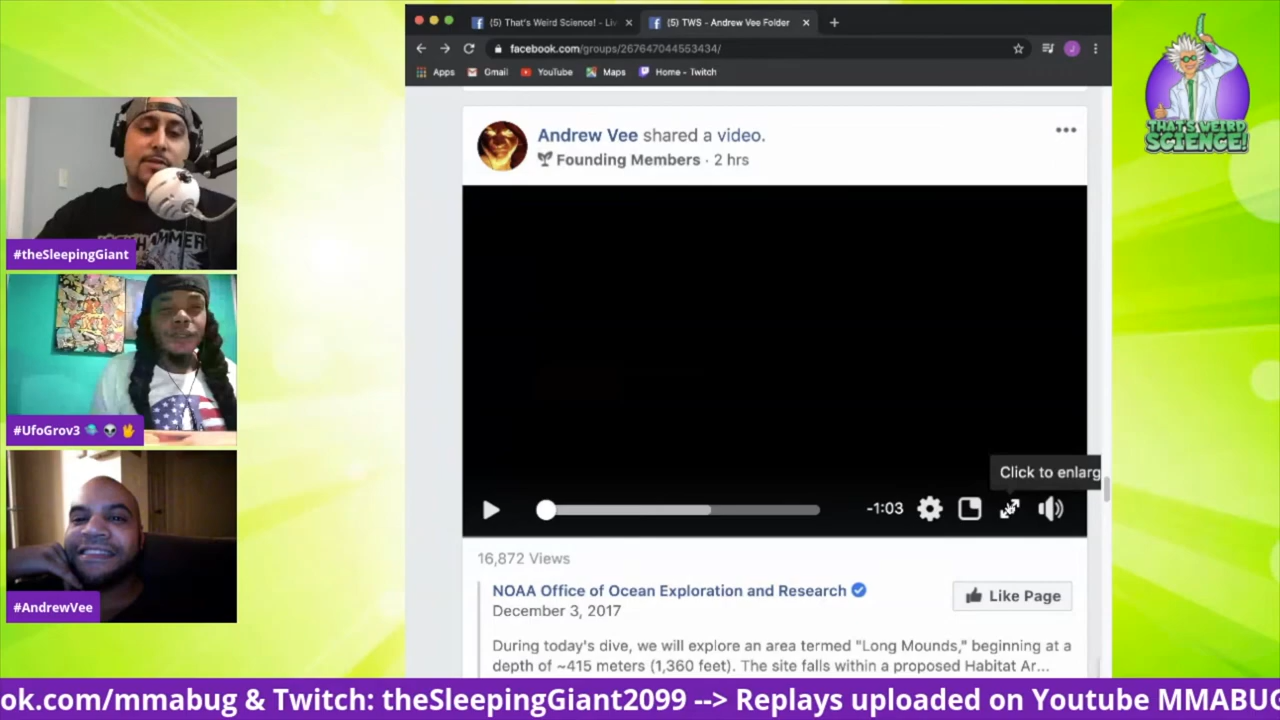 (5) That's Weird Science! - Liv
(5) TWS - Andrew Vee Folder
facebook.com/groups/267647044553434/
J
Apps
Gmail
YouTube
Maps
Home - Twitch
THAT'S WEIRD
SCIENCE!
Andrew Vee shared a video.
Founding Members · 2 hrs
#theSleepingGiant
#UfoGrov3
#AndrewVee
Click to enlarg
-1:03
16,872 Views
NOAA Office of Ocean Exploration and Research
Like Page
December 3, 2017
During today's dive, we will explore an area termed "Long Mounds," beginning at a
depth of ~415 meters (1,360 feet). The site falls within a proposed Habitat Ar...
ok.com/mmabug & Twitch: theSleepingGiant2099 --> Replays uploaded on Youtube MMABUG